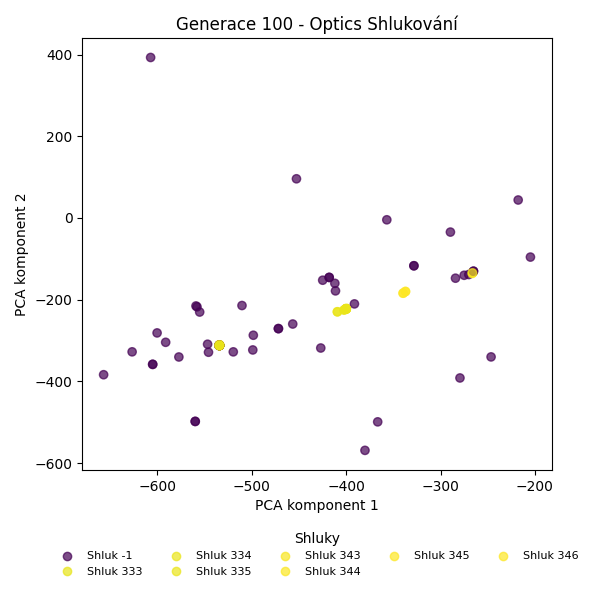 Generace 100 - Optics Shlukování
400
200
0
−200
−400
−600
PCA komponent 2
−600 −500 −400 −300 −200
PCA komponent 1
Shluky
Shluk -1 Shluk 334 Shluk 343 Shluk 345 Shluk 346
Shluk 333 Shluk 335 Shluk 344